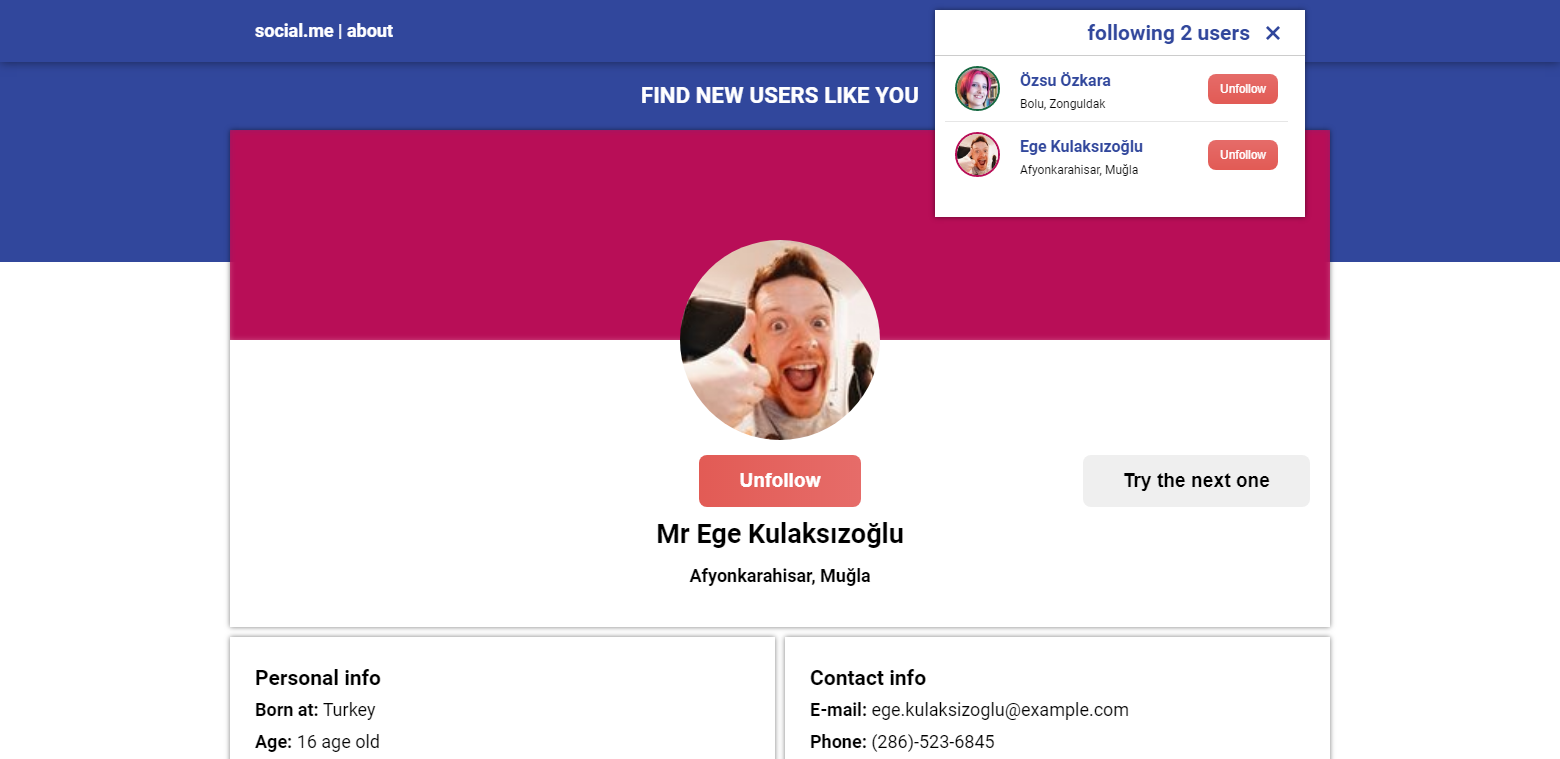 social.me | about
following 2 users ×
Özsu Özkara
Unfollow
Bolu, Zonguldak
FIND NEW USERS LIKE YOU
Ege Kulaksızoğlu
Unfollow
Afyonkarahisar, Muğla
Unfollow
Try the next one
Mr Ege Kulaksızoğlu
Afyonkarahisar, Muğla
Personal info
Born at: Turkey
Age: 16 age old
Contact info
E-mail: ege.kulaksizoglu@example.com
Phone: (286)-523-6845